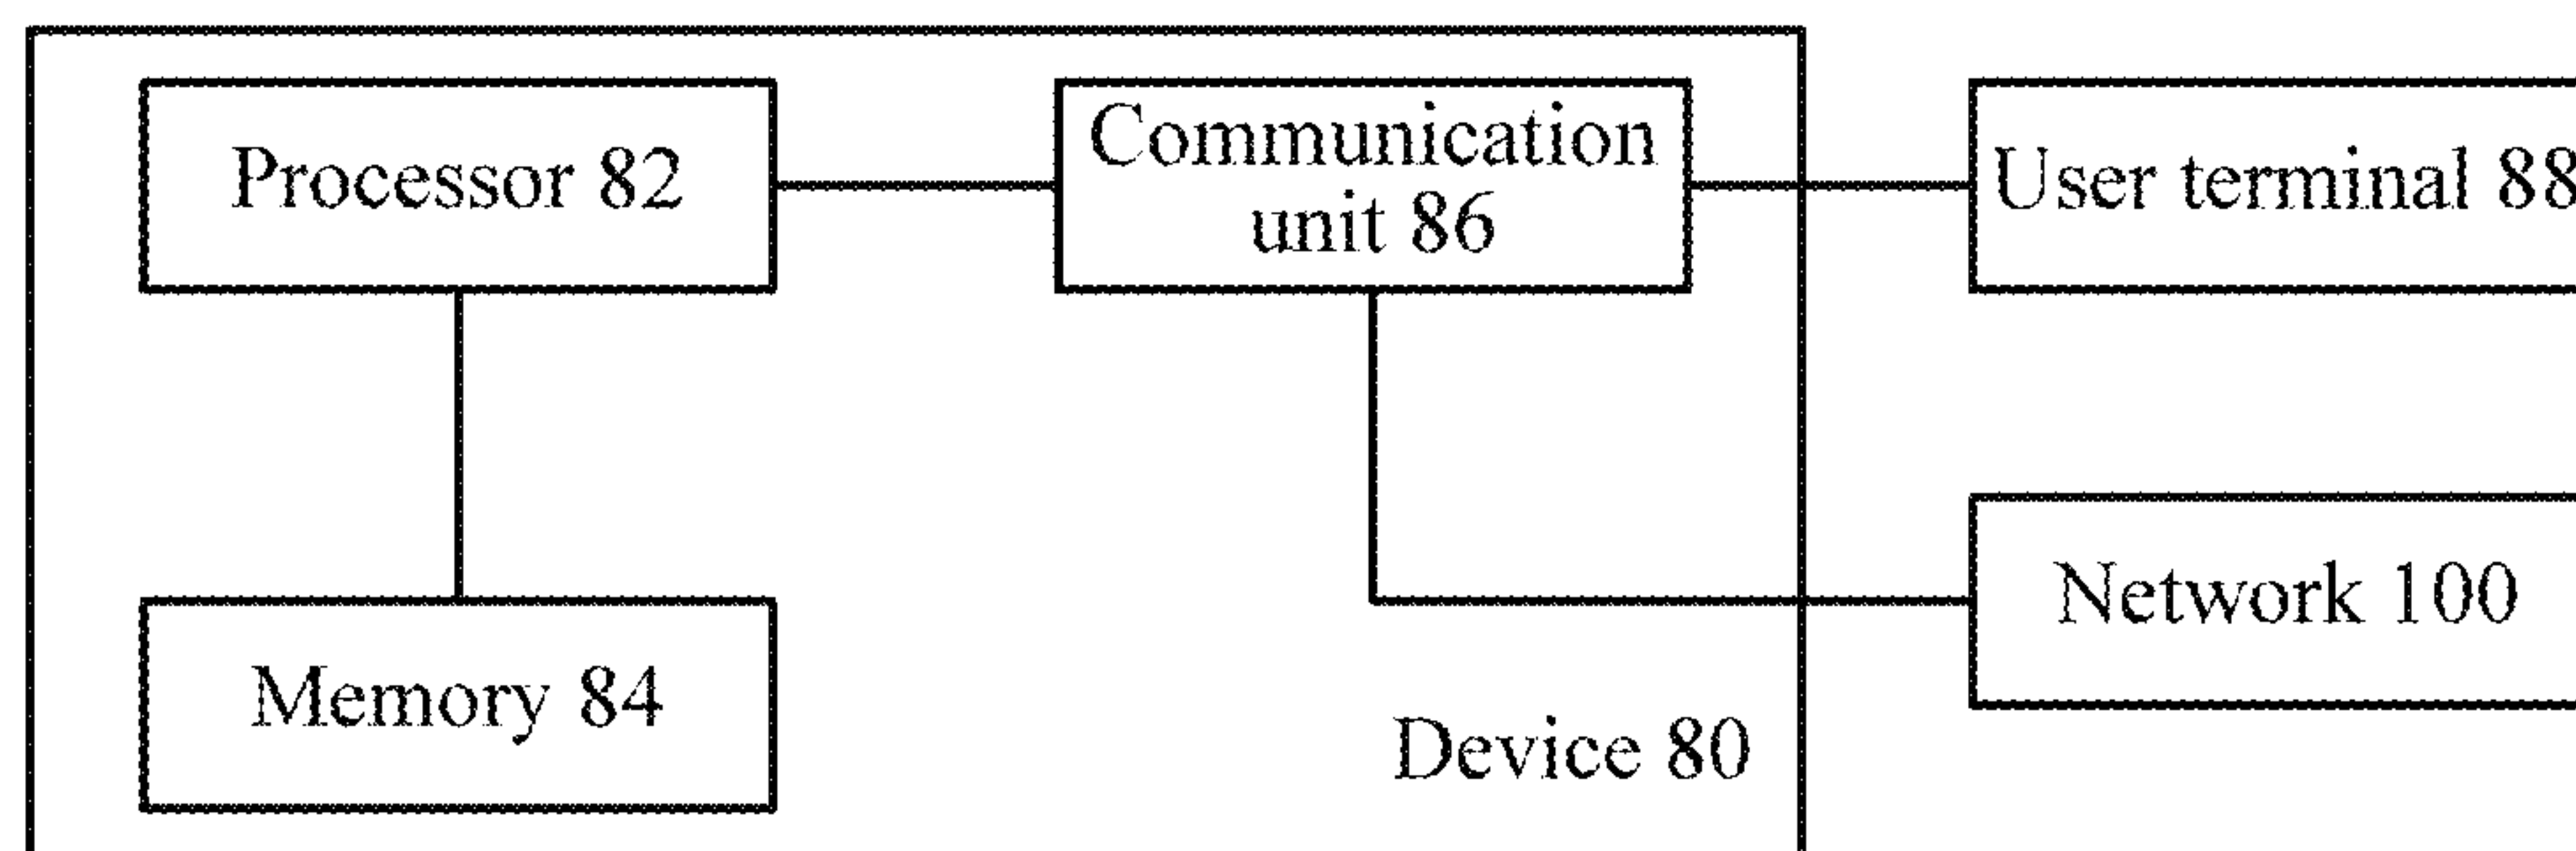 Processor 82
Communication
unit 86
User terminal 88
Network 100
Memory 84
Device 80